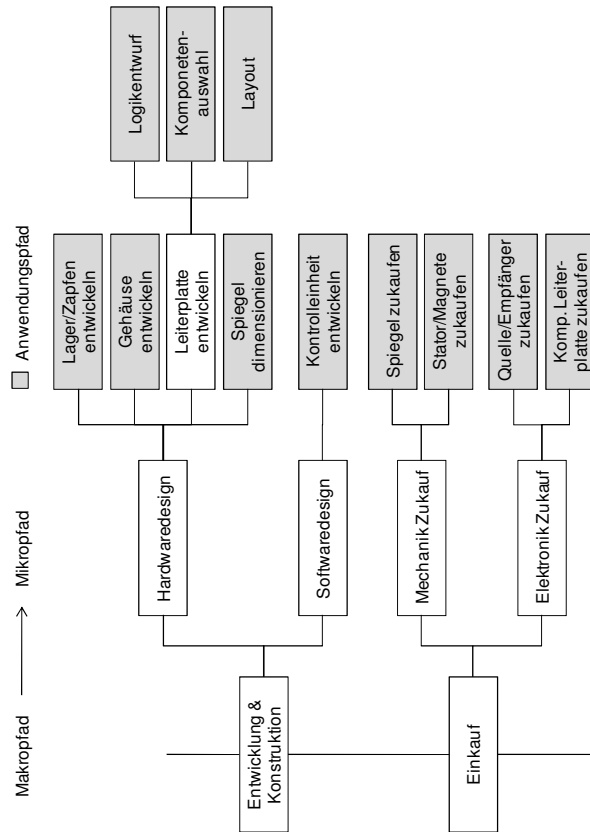 Makropfad
Mikropfad
Anwendungspfad
Entwicklung &
Konstruktion
Hardwaredesign
Lager/Zapfen
entwickeln
Gehäuse
entwickeln
Leiterplatte
entwickeln
Logikentwurf
Komponeten-
auswahl
Layout
Spiegel
dimensionieren
Softwaredesign
Kontrolleinheit
entwickeln
Einkauf
Mechanik Zukauf
Spiegel zukaufen
Stator/Magnete
zukaufen
Elektronik Zukauf
Quelle/Empfänger
zukaufen
Komp. Leiter-
platte zukaufen